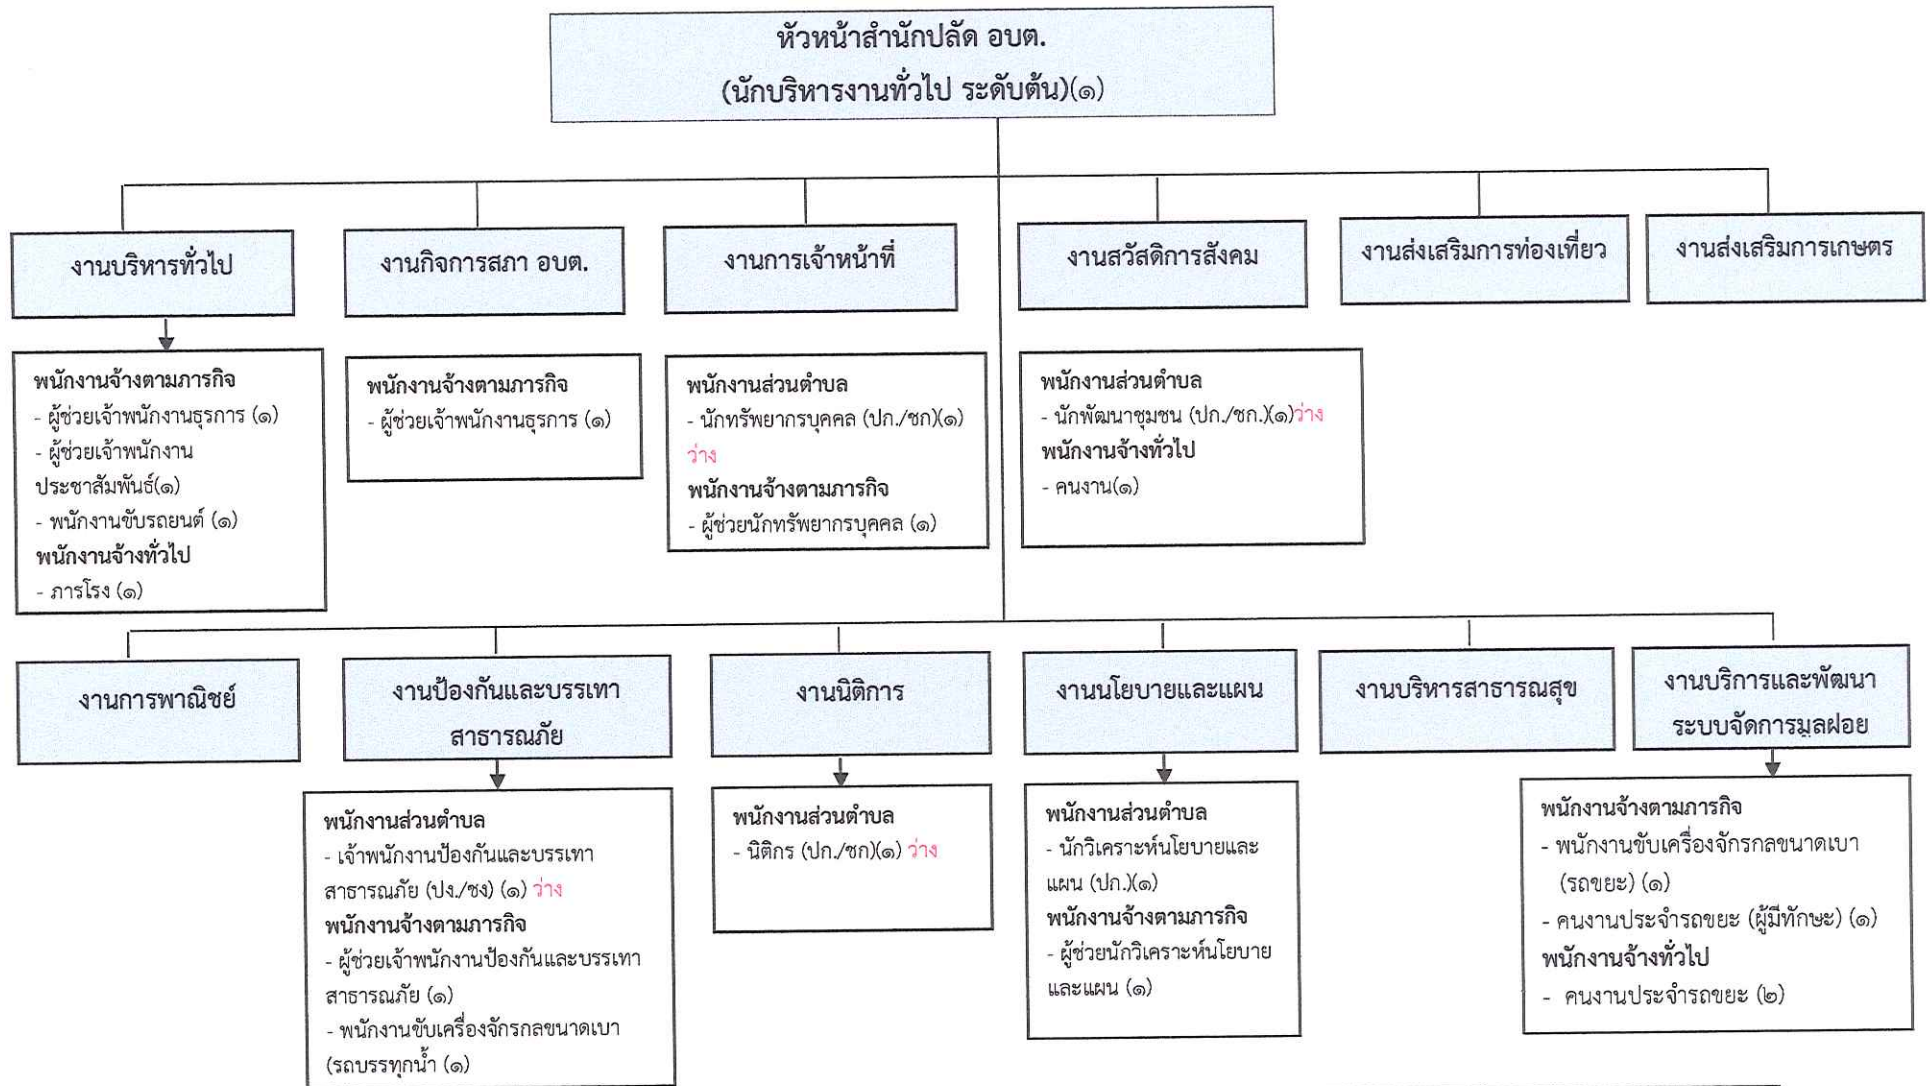 หัวหน้าสำนักปลัด อบต.
(นักบริหารงานทั่วไป ระดับต้น)(๑)
งานบริหารทั่วไป
งานกิจการสภา อบต.
งานการเจ้าหน้าที่
งานสวัสดิการสังคม
งานส่งเสริมการท่องเที่ยว
งานส่งเสริมการเกษตร
พนักงานจ้างตามภารกิจ
- ผู้ช่วยเจ้าพนักงานธุรการ (๑)
- ผู้ช่วยเจ้าพนักงาน
ประชาสัมพันธ์(๑)
- พนักงานขับรถยนต์ (๑)
พนักงานจ้างทั่วไป
- ภารโรง (๑)
พนักงานจ้างตามภารกิจ
- ผู้ช่วยเจ้าพนักงานธุรการ (๑)
พนักงานส่วนตำบล
- นักทรัพยากรบุคคล (ปก./ชก)(๑)
ว่าง
พนักงานจ้างตามภารกิจ
- ผู้ช่วยนักทรัพยากรบุคคล (๑)
พนักงานส่วนตำบล
- นักพัฒนาชุมชน (ปก./ชก.)(๑)ว่าง
พนักงานจ้างทั่วไป
- คนงาน(๑)
งานการพาณิชย์
งานป้องกันและบรรเทา
สาธารณภัย
งานนิติการ
งานนโยบายและแผน
งานบริหารสาธารณสุข
งานบริการและพัฒนา
ระบบจัดการมูลฝอย
พนักงานส่วนตำบล
- เจ้าพนักงานป้องกันและบรรเทา
สาธารณภัย (ปง./ชง) (๑) ว่าง
พนักงานจ้างตามภารกิจ
- ผู้ช่วยเจ้าพนักงานป้องกันและบรรเทา
สาธารณภัย (๑)
- พนักงานขับเครื่องจักรกลขนาดเบา
(รถบรรทุกน้ำ (๑)
พนักงานส่วนตำบล
- นิติกร (ปก./ชก)(๑) ว่าง
พนักงานส่วนตำบล
- นักวิเคราะห์นโยบายและ
แผน (ปก.)(๑)
พนักงานจ้างตามภารกิจ
- ผู้ช่วยนักวิเคราะห์นโยบาย
และแผน (๑)
พนักงานจ้างตามภารกิจ
- พนักงานขับเครื่องจักรกลขนาดเบา
(รถขยะ) (๑)
- คนงานประจำรถขยะ (ผู้มีทักษะ) (๑)
พนักงานจ้างทั่วไป
- คนงานประจำรถขยะ (๒)